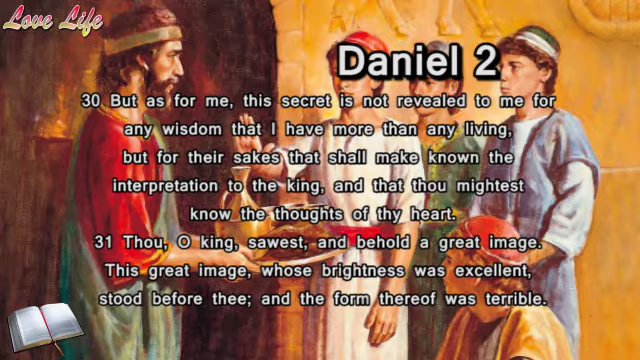 Love Life
Daniel 2
30 But as for me, this secret is not revealed to me for
any wisdom that I have more than any living,
but for their sakes that shall make known the
interpretation to the king, and that thou mightest
know the thoughts of thy heart.
31 Thou, O king, sawest, and behold a great image.
This great image, whose brightness was excellent,
stood before thee; and the form thereof was terrible.